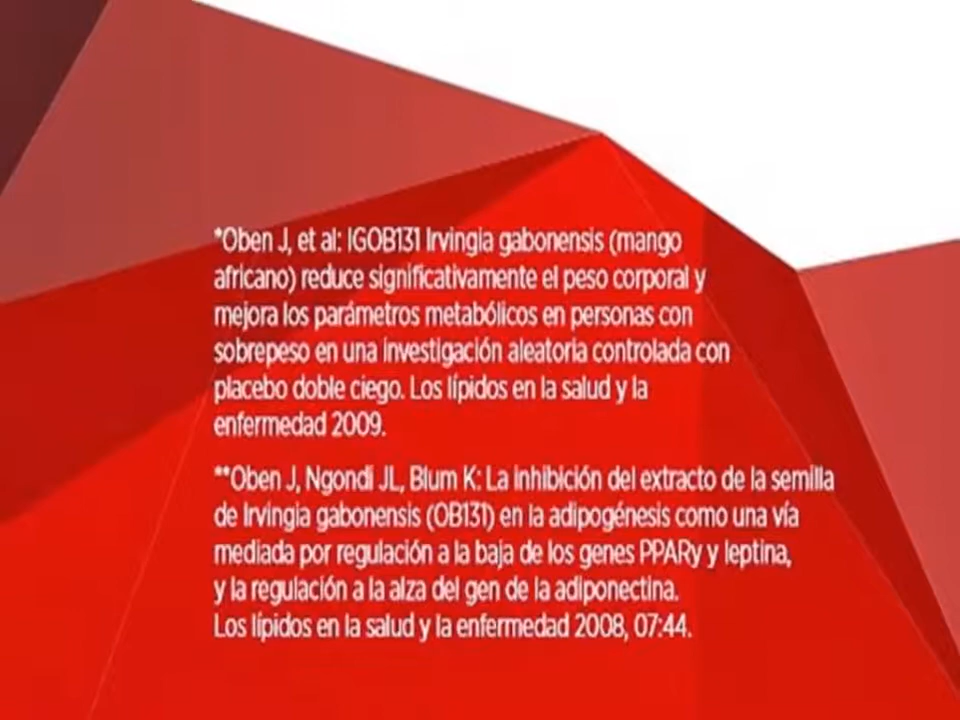 *Oben J, et al: IGOB131 Irvingia gabonensis (mango
africano) reduce significativamente el peso corporal y
mejora los parámetros metabólicos en personas con
sobrepeso en una investigación aleatoria controlada con
placebo doble ciego. Los lípidos en la salud y la
enfermedad 2009.
**Oben J, Ngondi JL, Blum K: La inhibición del extracto de la semilla
de Irvingia gabonensis (OB131) en la adipogénesis como una vía
mediada por regulación a la baja de los genes PPARy y leptina,
y la regulación a la alza del gen de la adiponectina.
Los lípidos en la salud y la enfermedad 2008, 07:44.